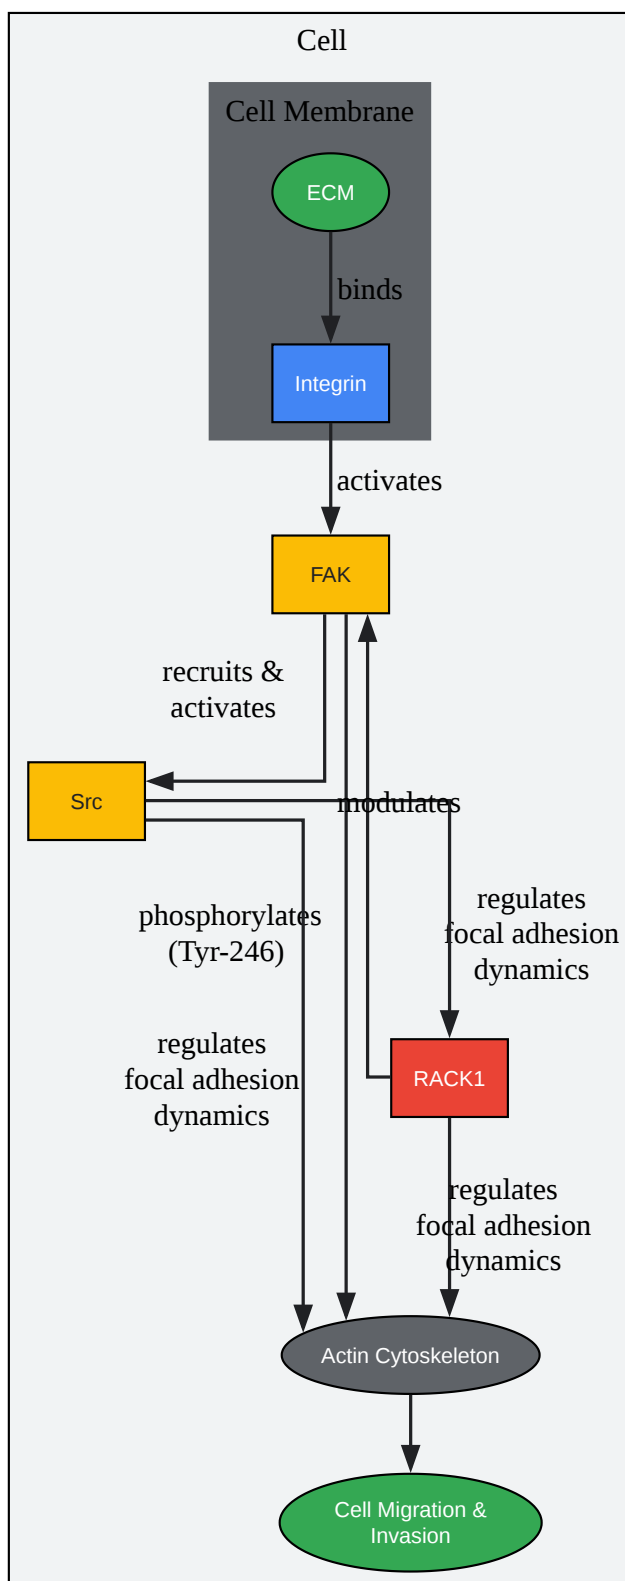 Cell
Cell Membrane
ECM
binds
Integrin
activates
FAK
recruits &
activates
Src
modulates
phosphorylates
(Tyr-246)
regulates
focal adhesion
dynamics
regulates
focal adhesion
dynamics
RACK1
regulates
focal adhesion
dynamics
Actin Cytoskeleton
Cell Migration &
Invasion